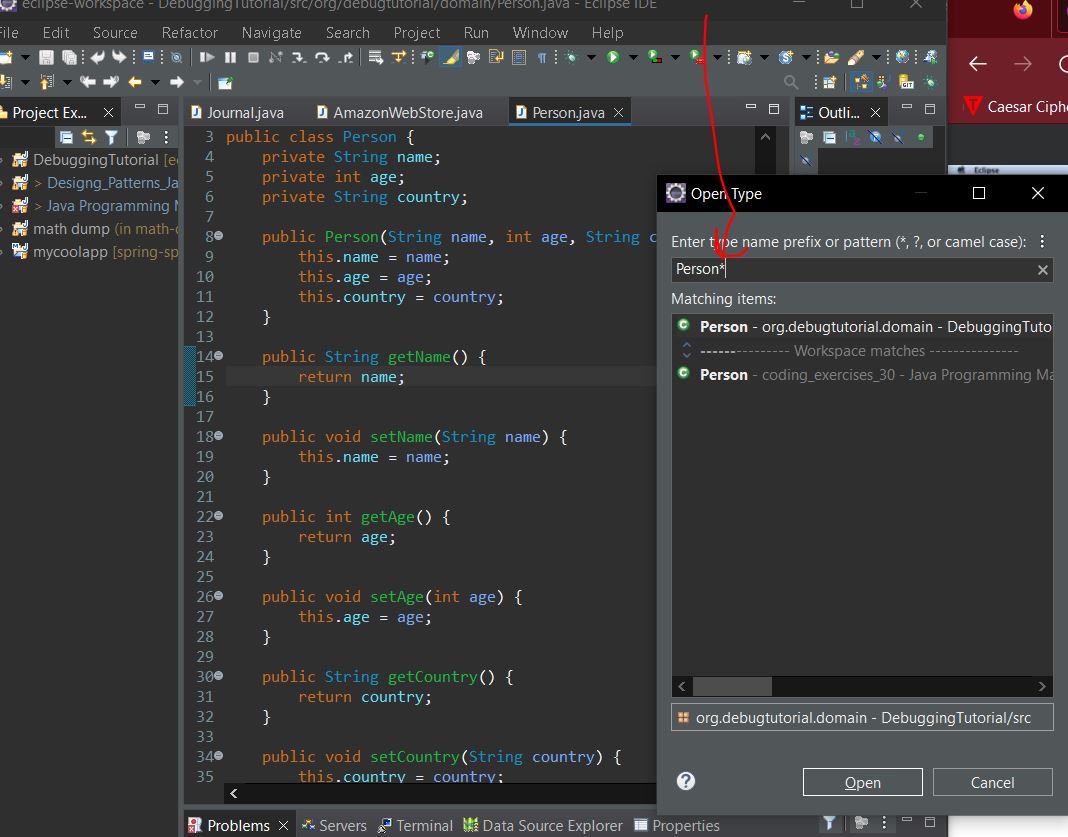 eclipse-workspace - DebuggingTutorial/src/org/debugtutorial/domain/Person.java - Eclipse IDE
File Edit Source Refactor Navigate Search Project Run Window Help
Project Ex...
Journal.java AmazonWebStore.java Person.java
Outli...
Caesar Ciphe
Eclipse
DebuggingTutorial [ec
> Designg_Patterns_Ja
> Java Programming M
math dump (in math-d
mycoolapp [spring-sp
3 public class Person {
4 private String name;
5 private int age;
6 private String country;
7
8 public Person(String name, int age, String c
9 this.name = name;
10 this.age = age;
11 this.country = country;
12 }
13
14 public String getName() {
15 return name;
16 }
17
18 public void setName(String name) {
19 this.name = name;
20 }
21
22 public int getAge() {
23 return age;
24 }
25
26 public void setAge(int age) {
27 this.age = age;
28 }
29
30 public String getCountry() {
31 return country;
32 }
33
34 public void setCountry(String country) {
35 this.country = country;
Open Type
Enter type name prefix or pattern (*, ?, or camel case):
Person*
Matching items:
Person - org.debugtutorial.domain - DebuggingTuto
--------------- Workspace matches ---------------
Person - coding_exercises_30 - Java Programming Ma
org.debugtutorial.domain - DebuggingTutorial/src
Open Cancel
Problems Servers Terminal Data Source Explorer Properties